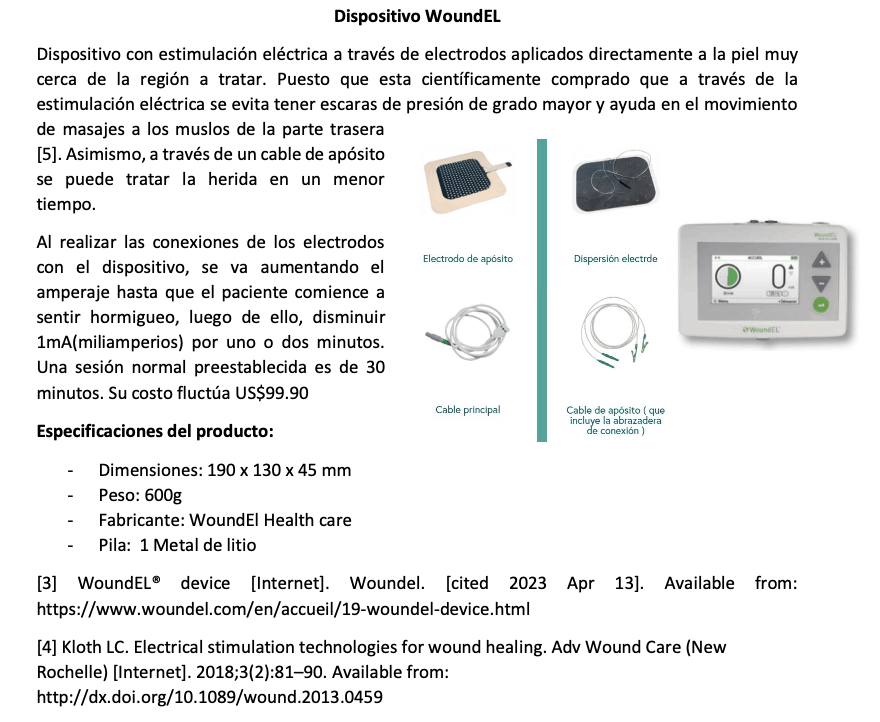 Dispositivo WoundEL
Dispositivo con estimulación eléctrica a través de electrodos aplicados directamente a la piel muy
cerca de la región a tratar. Puesto que esta científicamente comprado que a través de la
estimulación eléctrica se evita tener escaras de presión de grado mayor y ayuda en el movimiento
de masajes a los muslos de la parte trasera
[5]. Asimismo, a través de un cable de apósito
se puede tratar la herida en un menor
tiempo.
Al realizar las conexiones de los electrodos
con el dispositivo, se va aumentando el
amperaje hasta que el paciente comience a
sentir hormigueo, luego de ello, disminuir
1mA(miliamperios) por uno o dos minutos.
Una sesión normal preestablecida es de 30
minutos. Su costo fluctúa US$99.90
Electrodo de apósito
Dispersión electrde
Cable principal
Cable de apósito ( que
incluye la abrazadera
de conexión )
WoundEL
ACCUEIL
0
Menu
WoundEL
Especificaciones del producto:
- Dimensiones: 190 x 130 x 45 mm
- Peso: 600g
- Fabricante: WoundEl Health care
- Pila: 1 Metal de litio
[3] WoundEL® device [Internet]. Woundel. [cited 2023 Apr 13]. Available from:
https://www.woundel.com/en/accueil/19-woundel-device.html
[4] Kloth LC. Electrical stimulation technologies for wound healing. Adv Wound Care (New
Rochelle) [Internet]. 2018;3(2):81–90. Available from:
http://dx.doi.org/10.1089/wound.2013.0459